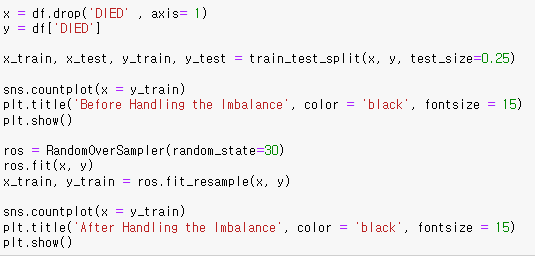 x = df.drop('DIED' , axis= 1)
y = df['DIED']
x_train, x_test, y_train, y_test = train_test_split(x, y, test_size=0.25)
sns.countplot(x = y_train)
plt.title('Before Handling the Imbalance', color = 'black', fontsize = 15)
plt.show()
ros = RandomOverSampler(random_state=30)
ros.fit(x, y)
x_train, y_train = ros.fit_resample(x, y)
sns.countplot(x = y_train)
plt.title('After Handling the Imbalance', color = 'black', fontsize = 15)
plt.show()